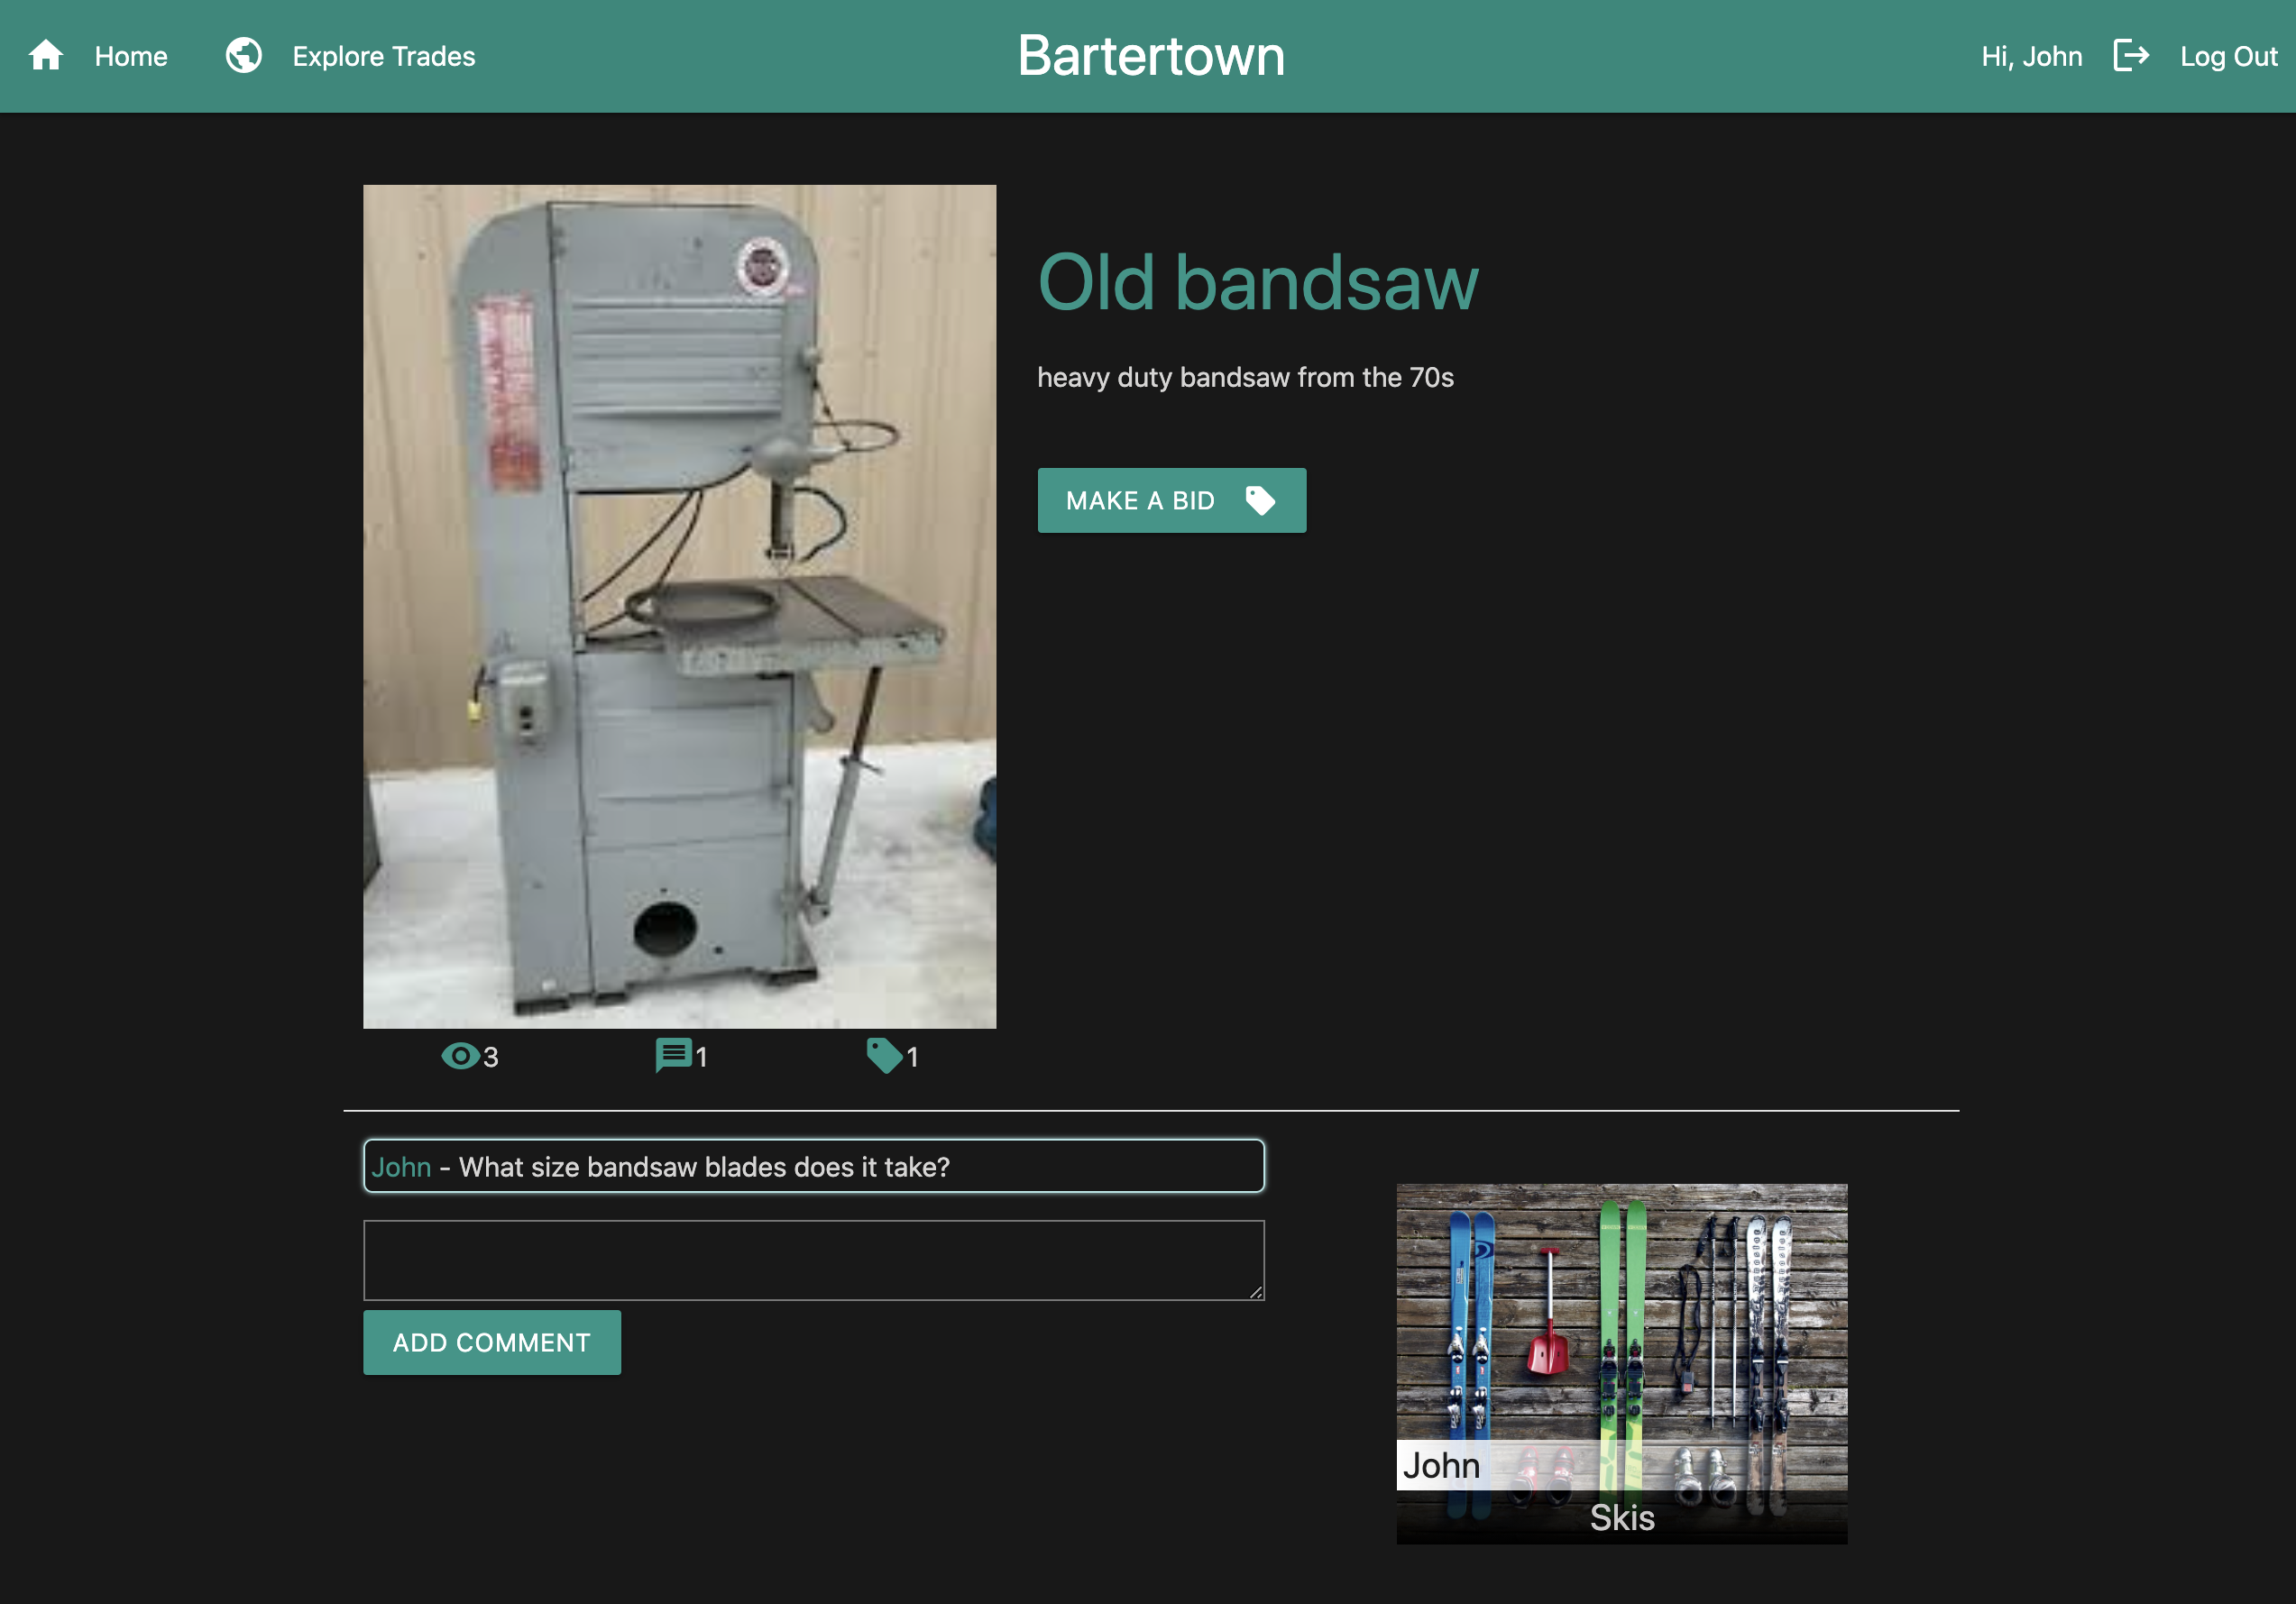 Home
Explore Trades
Bartertown
Hi, John
Log Out
Old bandsaw
heavy duty bandsaw from the 70s
MAKE A BID
3
1
1
John - What size bandsaw blades does it take?
ADD COMMENT
John
Skis